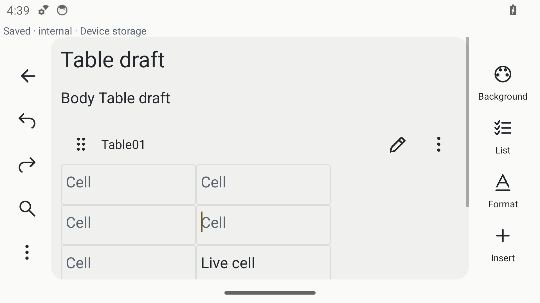 4:39
Saved · internal · Device storage
Table draft
Body Table draft
Table01
Cell Cell
Cell Cell
Cell Live cell
Background
List
Format
Insert